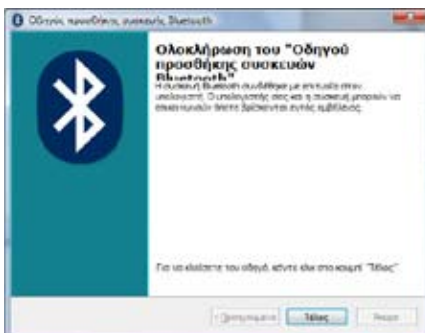 Οδηγός προσθήκης συσκευής Bluetooth
Ολοκλήρωση του "Οδηγού
προσθήκης συσκευών
Bluetooth"
Η συσκευή Bluetooth συνδέθηκε με επιτυχία στον
υπολογιστή. Ο υπολογιστής σας και η συσκευή μπορούν να
επικοινωνούν όποτε βρίσκονται εντός εμβέλειας.
Για να κλείσετε τον οδηγό, κάντε κλικ στο κουμπί "Τέλος"
< Προηγούμενο
Τέλος
Άκυρο